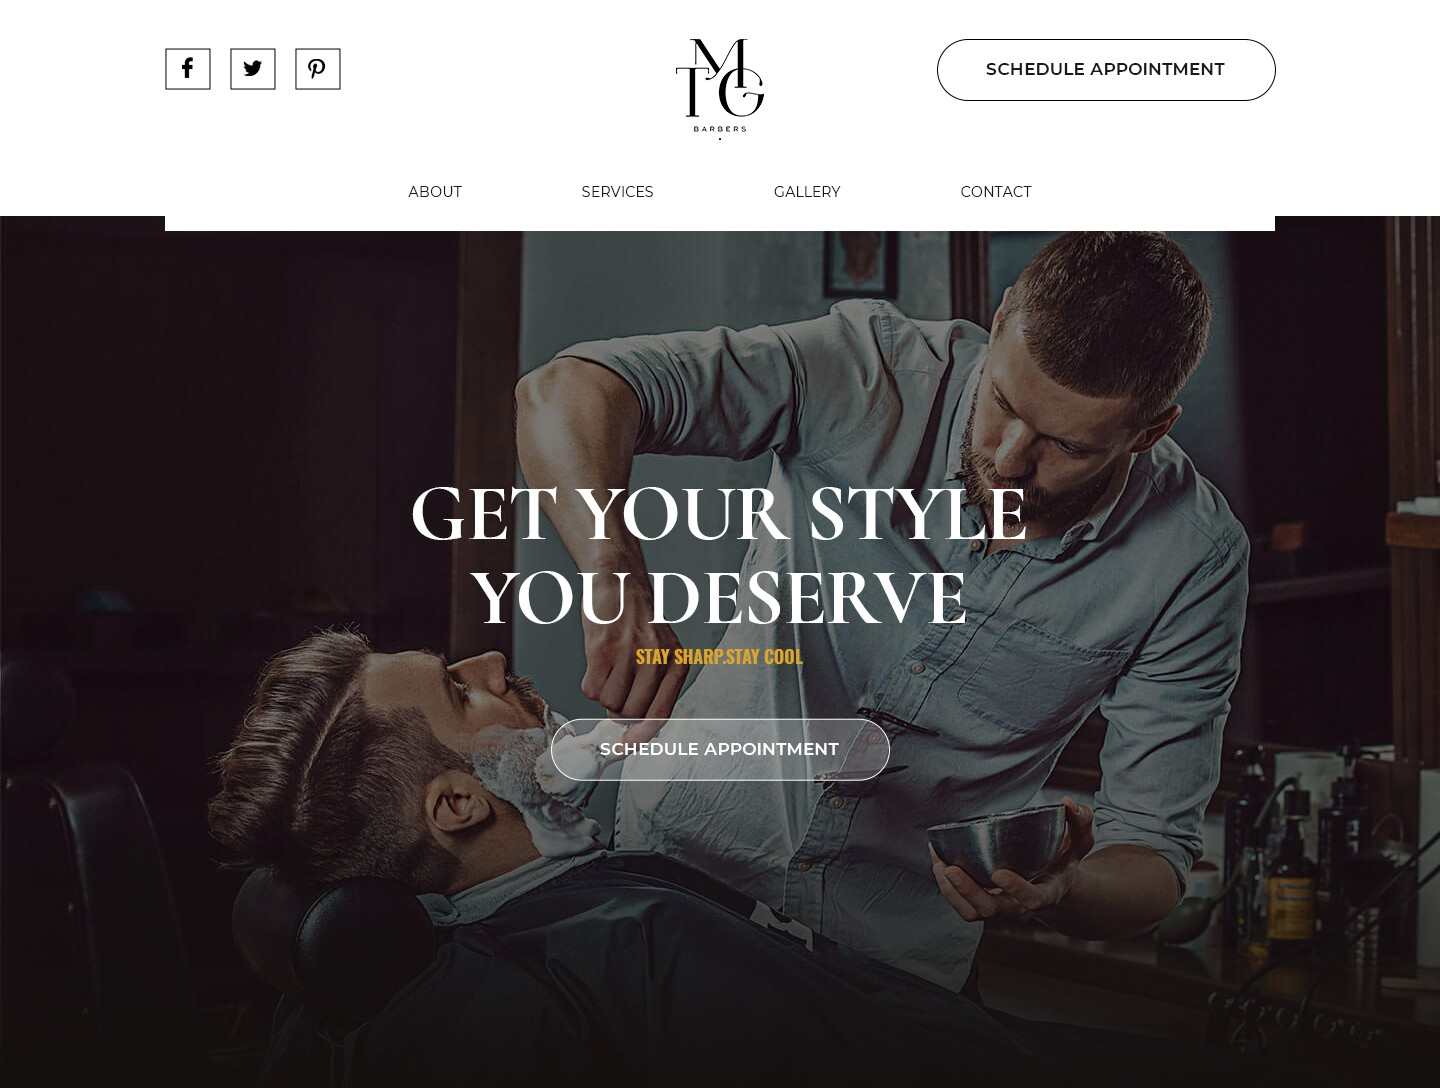 MTG
BARBERS
SCHEDULE APPOINTMENT
ABOUT
SERVICES
GALLERY
CONTACT
GET YOUR STYLE
YOU DESERVE
STAY SHARP.STAY COOL
SCHEDULE APPOINTMENT